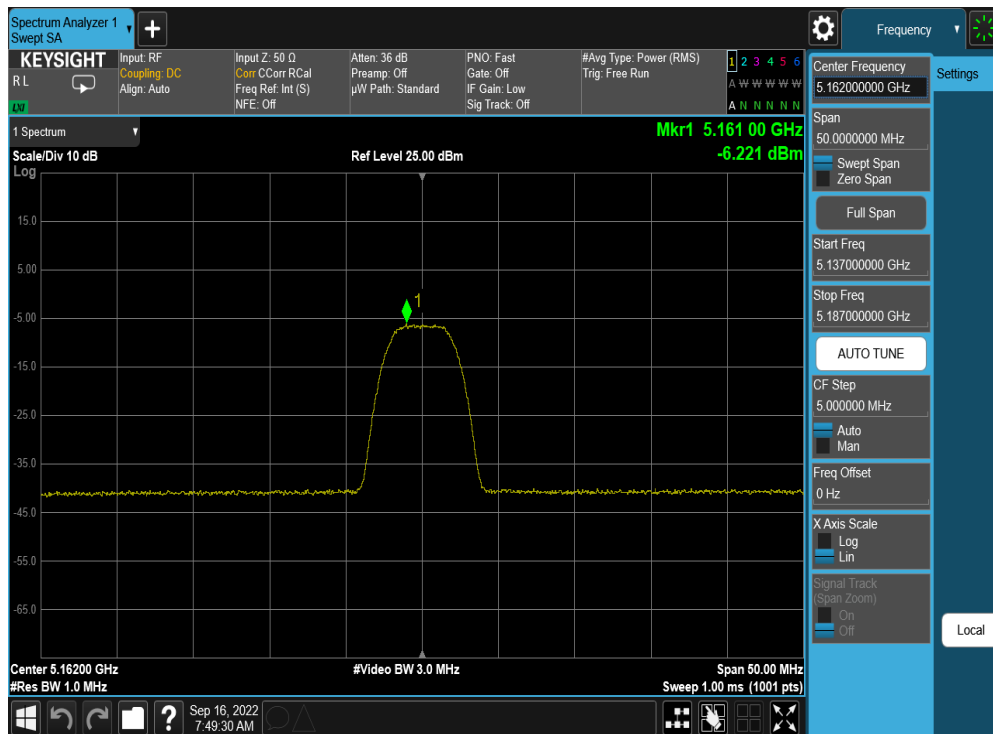 Spectrum Analyzer 1
Swept SA
Frequency
KEYSIGHT
R L
LNI
Input: RF
Coupling: DC
Align: Auto
Input Z: 50 Ω
Corr CCorr RCal
Freq Ref: Int (S)
NFE: Off
Atten: 36 dB
Preamp: Off
µW Path: Standard
PNO: Fast
Gate: Off
IF Gain: Low
Sig Track: Off
#Avg Type: Power (RMS)
Trig: Free Run
1 2 3 4 5 6
A W W W W W
A N N N N N
1 Spectrum
Mkr1 5.161 00 GHz
Scale/Div 10 dB
Ref Level 25.00 dBm
-6.221 dBm
Log
15.0
5.00
-5.00
-15.0
-25.0
-35.0
-45.0
-55.0
-65.0
1
Center 5.16200 GHz
#Video BW 3.0 MHz
Span 50.00 MHz
#Res BW 1.0 MHz
Sweep 1.00 ms (1001 pts)
Sep 16, 2022
7:49:30 AM
?
Center Frequency
5.162000000 GHz
Settings
Span
50.0000000 MHz
Swept Span
Zero Span
Full Span
Start Freq
5.137000000 GHz
Stop Freq
5.187000000 GHz
AUTO TUNE
CF Step
5.000000 MHz
Auto
Man
Freq Offset
0 Hz
X Axis Scale
Log
Lin
Signal Track
(Span Zoom)
On
Off
Local